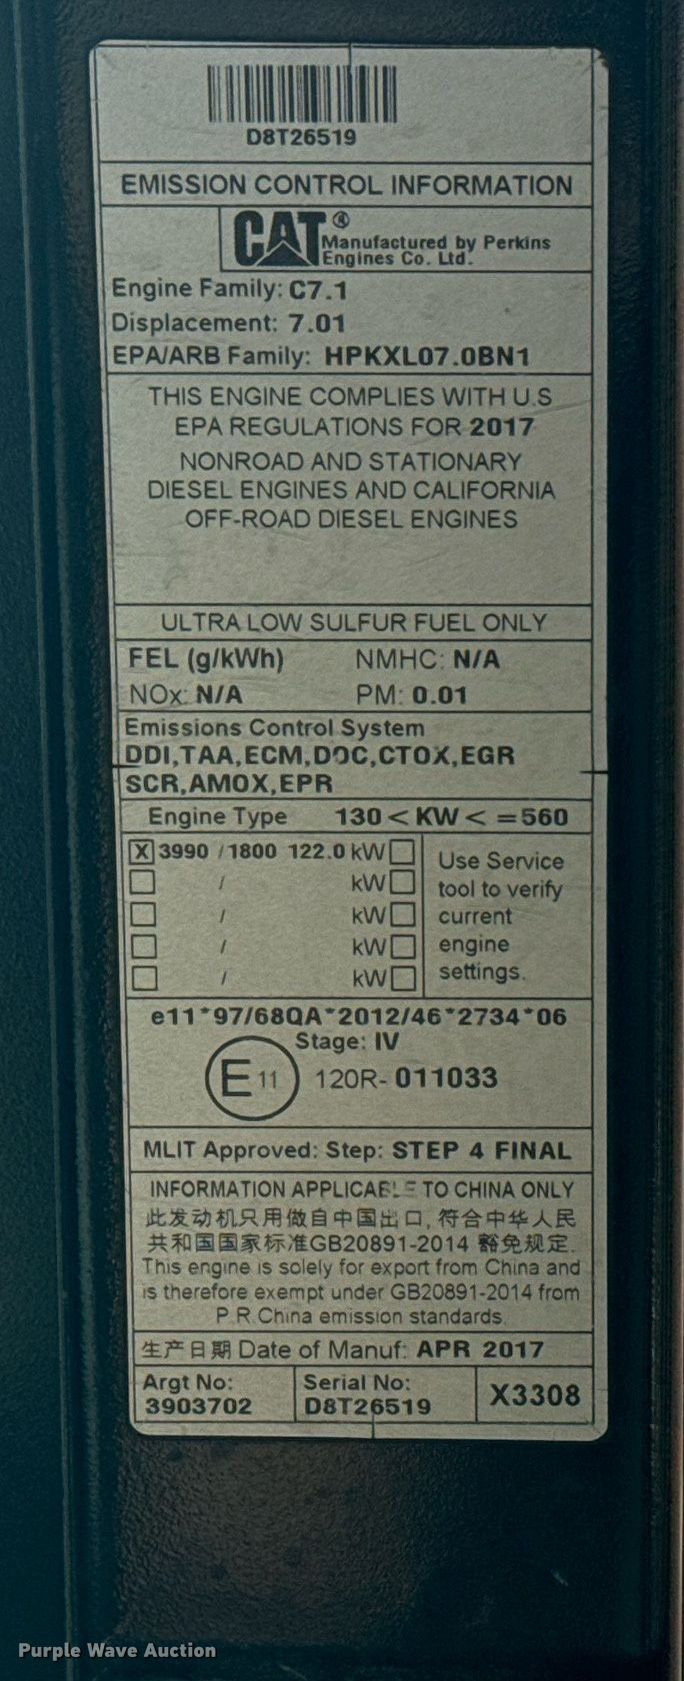 D8T26519
EMISSION CONTROL INFORMATION
CAT® Manufactured by Perkins
Engines Co. Ltd.
Engine Family: C7.1
Displacement: 7.01
EPA/ARB Family: HPKXL07.0BN1
THIS ENGINE COMPLIES WITH U.S
EPA REGULATIONS FOR 2017
NONROAD AND STATIONARY
DIESEL ENGINES AND CALIFORNIA
OFF-ROAD DIESEL ENGINES
ULTRA LOW SULFUR FUEL ONLY
FEL (g/kWh) NMHC: N/A
NOx: N/A PM: 0.01
Emissions Control System
DDI,TAA,ECM,DOC,CTOX,EGR
SCR,AMOX,EPR
Engine Type 130 < KW < =560
X 3990 / 1800 122.0 kW
/ kW
/ kW
/ kW
/ kW
Use Service
tool to verify
current
engine
settings.
e11*97/68QA*2012/46*2734*06
Stage: IV
E 11 120R- 011033
MLIT Approved: Step: STEP 4 FINAL
INFORMATION APPLICABLE TO CHINA ONLY
此发动机只用做自中国出口, 符合中华人民
共和国国家标准GB20891-2014 豁免规定.
This engine is solely for export from China and
is therefore exempt under GB20891-2014 from
P.R.China emission standards.
生产日期 Date of Manuf: APR 2017
Argt No:
3903702
Serial No:
D8T26519
X3308
Purple Wave Auction